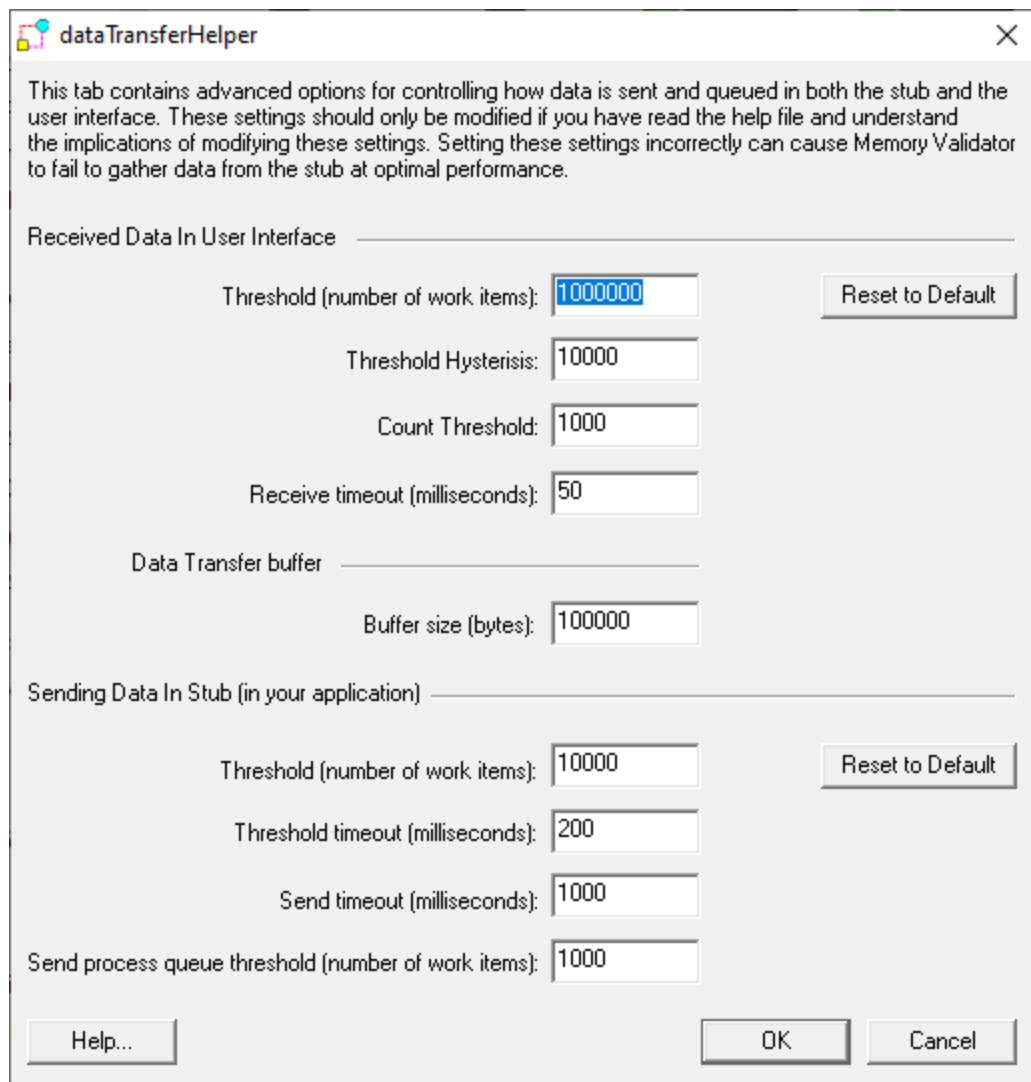 dataTransferHelper
This tab contains advanced options for controlling how data is sent and queued in both the stub and the
user interface. These settings should only be modified if you have read the help file and understand
the implications of modifying these settings. Setting these settings incorrectly can cause Memory Validator
to fail to gather data from the stub at optimal performance.
Received Data In User Interface
Threshold (number of work items): 1000000 Reset to Default
Threshold Hysterisis: 10000
Count Threshold: 1000
Receive timeout (milliseconds): 50
Data Transfer buffer
Buffer size (bytes): 100000
Sending Data In Stub (in your application)
Threshold (number of work items): 10000 Reset to Default
Threshold timeout (milliseconds): 200
Send timeout (milliseconds): 1000
Send process queue threshold (number of work items): 1000
Help... OK Cancel